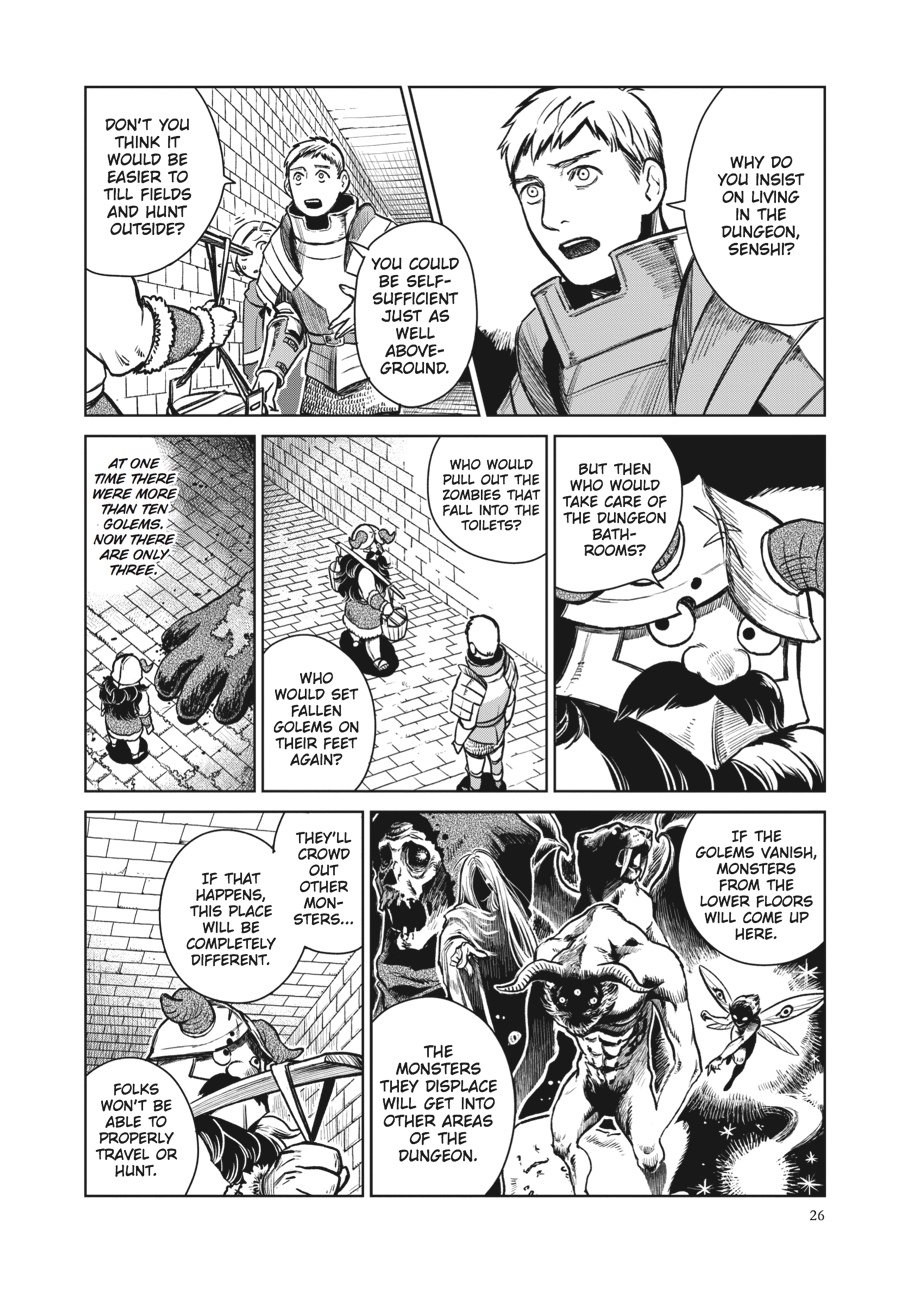 WHY DO
YOU INSIST
ON LIVING
IN THE
DUNGEON,
SENSHI?
YOU COULD
BE SELF-
SUFFICIENT
JUST AS
WELL
ABOVE-
GROUND.
DON'T YOU
THINK IT
WOULD BE
EASIER TO
TILL FIELDS
AND HUNT
OUTSIDE?
BUT THEN
WHO WOULD
TAKE CARE OF
THE DUNGEON
BATH-
ROOMS?
WHO WOULD
PULL OUT THE
ZOMBIES THAT
FALL INTO THE
TOILETS?
WHO
WOULD SET
FALLEN
GOLEMS ON
THEIR FEET
AGAIN?
AT ONE
TIME THERE
WERE MORE
THAN TEN
GOLEMS.
NOW THERE
ARE ONLY
THREE.
IF THE
GOLEMS VANISH,
MONSTERS
FROM THE
LOWER FLOORS
WILL COME UP
HERE.
THE
MONSTERS
THEY DISPLACE
WILL GET INTO
OTHER AREAS
OF THE
DUNGEON.
THEY'LL
CROWD
OUT
OTHER
MON-
STERS...
IF THAT
HAPPENS,
THIS PLACE
WILL BE
COMPLETELY
DIFFERENT.
FOLKS
WON'T BE
ABLE TO
PROPERLY
TRAVEL OR
HUNT.
26